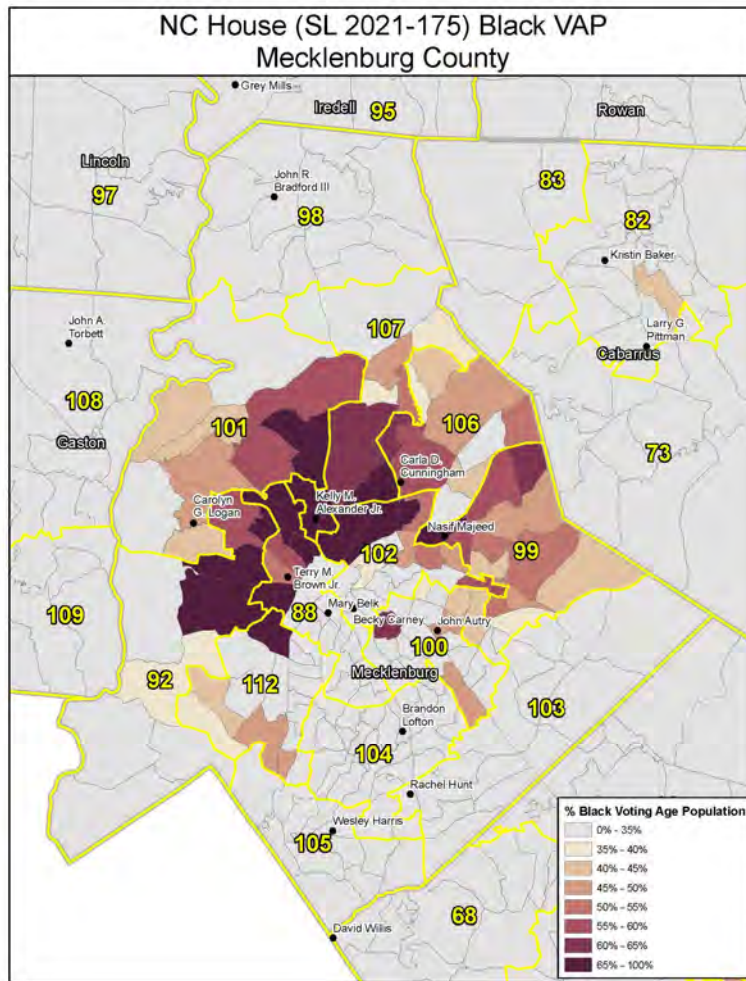 NC House (SL 2021-175) Black VAP
Mecklenburg County
Grey Mills
Iredell
95
Rowan
Lincoln
97
John R
Bradford III
98
83
82
Kristin Baker
John A
Torbett
107
Larry G
Pittman
Cabarrus
108
101
106
73
Gaston
Carla D.
Cunningham
Carolyn
G. Logan
Kelly M.
Alexander Jr.
Nasif Majeed
102
99
Terry M.
Brown Jr.
109
88
Mary Belk
Becky Carney
John Autry
100
Mecklenburg
92
112
103
Brandon
Lofton
104
Rachel Hunt
Wesley Harris
105
68
David Willis
% Black Voting Age Population
0% - 35%
35% - 40%
40% - 45%
45% - 50%
50% - 55%
55% - 60%
60% - 65%
65% - 100%